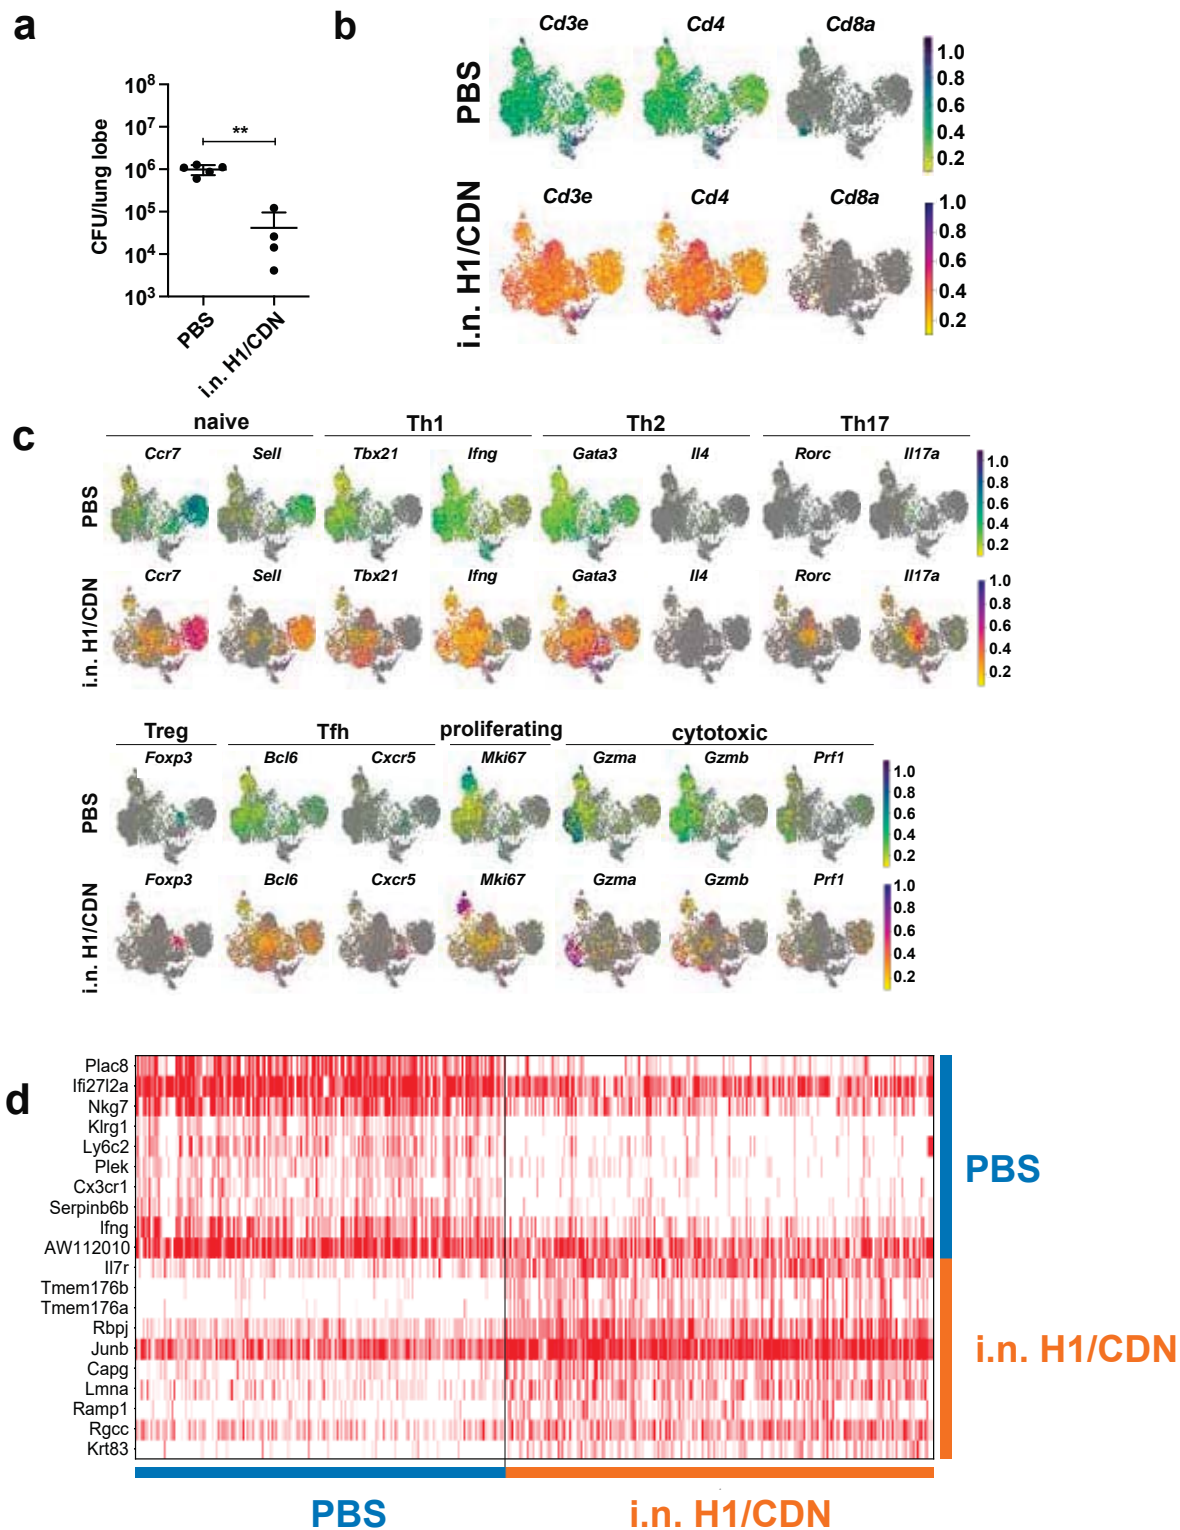 a
CFU/lung lobe
10⁸
10⁷
10⁶
10⁵
10⁴
10³
**
PBS
i.n. H1/CDN
b
PBS
Cd3e Cd4 Cd8a
1.0
0.8
0.6
0.4
0.2
i.n. H1/CDN
Cd3e Cd4 Cd8a
1.0
0.8
0.6
0.4
0.2
c
naive Th1 Th2 Th17
Ccr7 Sell Tbx21 Ifng Gata3 Il4 Rorc Il17a
PBS
1.0
0.8
0.6
0.4
0.2
Ccr7 Sell Tbx21 Ifng Gata3 Il4 Rorc Il17a
i.n. H1/CDN
1.0
0.8
0.6
0.4
0.2
Treg Tfh proliferating cytotoxic
Foxp3 Bcl6 Cxcr5 Mki67 Gzma Gzmb Prf1
PBS
1.0
0.8
0.6
0.4
0.2
Foxp3 Bcl6 Cxcr5 Mki67 Gzma Gzmb Prf1
i.n. H1/CDN
1.0
0.8
0.6
0.4
0.2
d
Plac8
Ifi27l2a
Nkg7
Klrg1
Ly6c2
Plek
Cx3cr1
Serpinb6b
Ifng
AW112010
Il7r
Tmem176b
Tmem176a
Rbpj
Junb
Capg
Lmna
Ramp1
Rgcc
Krt83
PBS
i.n. H1/CDN
PBS i.n. H1/CDN